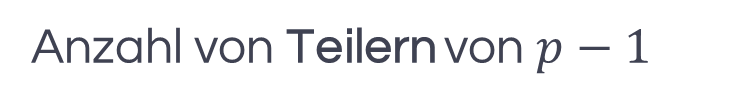 Anzahl von Teilern von p − 1